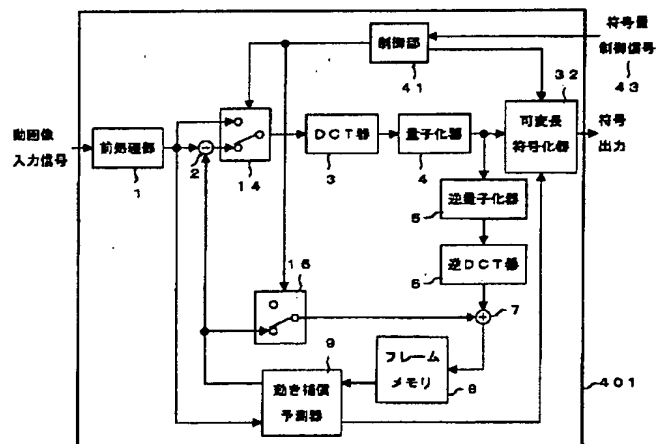 符号量
制御信号
43
制御部
41
32
動画像
入力信号
前処理部
1
2
14
DCT器
3
量子化器
4
可変長
符号化器
符号
出力
逆量子化器
5
逆DCT器
6
15
7
9
動き補償
予測器
フレーム
メモリ
8
401